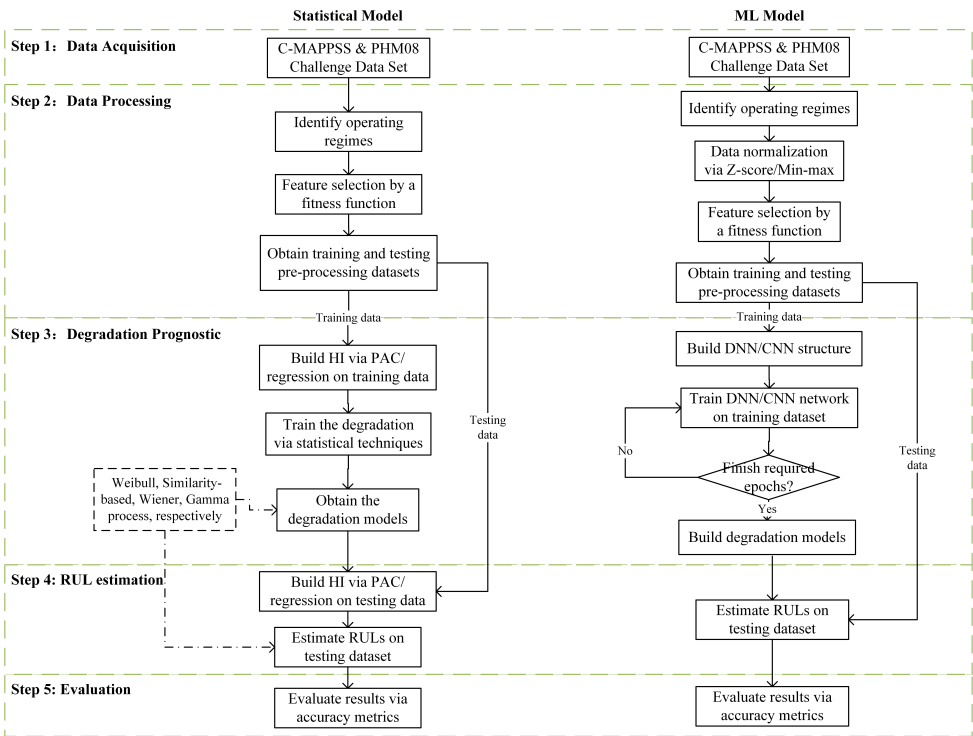 Statistical Model
ML Model
Step 1：Data Acquisition
C-MAPPSS & PHM08
Challenge Data Set
C-MAPPSS & PHM08
Challenge Data Set
Step 2：Data Processing
Identify operating
regimes
Feature selection by a
fitness function
Obtain training and testing
pre-processing datasets
Identify operating regimes
Data normalization
via Z-score/Min-max
Feature selection by
a fitness function
Obtain training and testing
pre-processing datasets
Training data
Training data
Step 3：Degradation Prognostic
Build HI via PAC/
regression on training data
Train the degradation
via statistical techniques
Weibull, Similarity-
based, Wiener, Gamma
process, respectively
Obtain the
degradation models
Testing
data
Build DNN/CNN structure
Train DNN/CNN network
on training dataset
No
Finish required
epochs?
Yes
Build degradation models
Testing
data
Step 4: RUL estimation
Build HI via PAC/
regression on testing data
Estimate RULs on
testing dataset
Estimate RULs on
testing dataset
Step 5: Evaluation
Evaluate results via
accuracy metrics
Evaluate results via
accuracy metrics